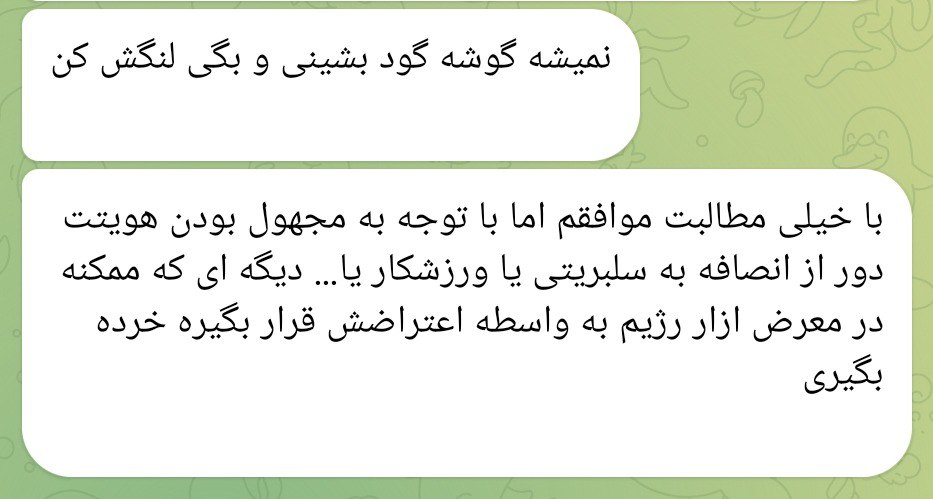 نمیشه گوشه گود بشینی و بگی لنگش کن
با خیلی مطالبت موافقم اما با توجه به مجهول بودن هویتت
دور از انصافه به سلبریتی یا ورزشکار یا... دیگه ای که ممکنه
در معرض ازار رژیم به واسطه اعتراضش قرار بگیره خرده
بگیری